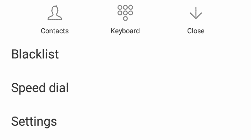 Contacts Keyboard Close
Blacklist
Speed dial
Settings